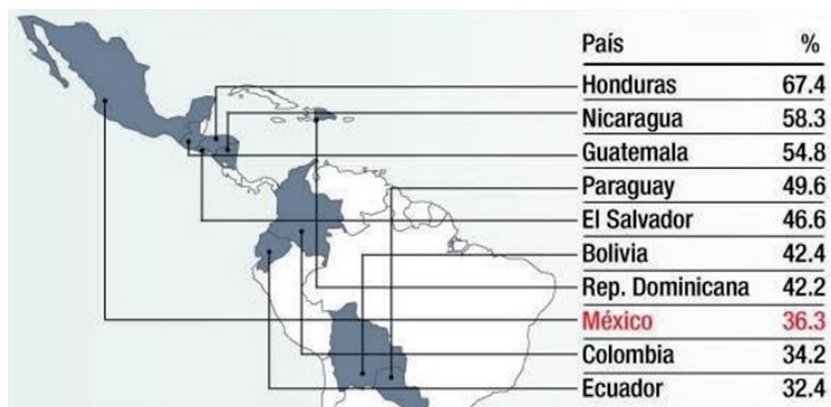 País %
Honduras 67.4
Nicaragua 58.3
Guatemala 54.8
Paraguay 49.6
El Salvador 46.6
Bolivia 42.4
Rep. Dominicana 42.2
México 36.3
Colombia 34.2
Ecuador 32.4